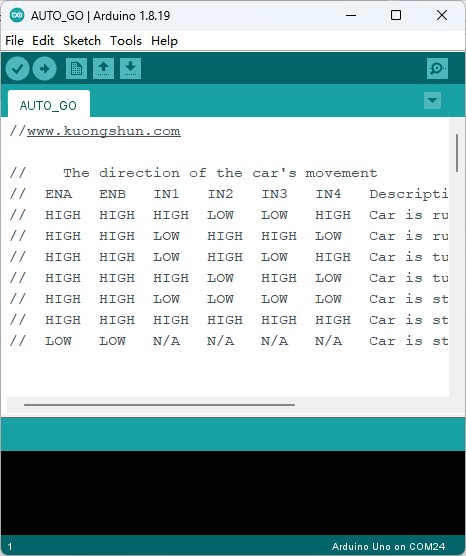 AUTO_GO | Arduino 1.8.19
File Edit Sketch Tools Help
AUTO_GO
//www.kuongshun.com
// The direction of the car's movement
// ENA ENB IN1 IN2 IN3 IN4 Descripti
// HIGH HIGH HIGH LOW LOW HIGH Car is ru
// HIGH HIGH LOW HIGH HIGH LOW Car is ru
// HIGH HIGH LOW HIGH LOW HIGH Car is tu
// HIGH HIGH HIGH LOW HIGH LOW Car is tu
// HIGH HIGH LOW LOW LOW LOW Car is st
// HIGH HIGH HIGH HIGH HIGH HIGH Car is st
// LOW LOW N/A N/A N/A N/A Car is st
1 Arduino Uno on COM24